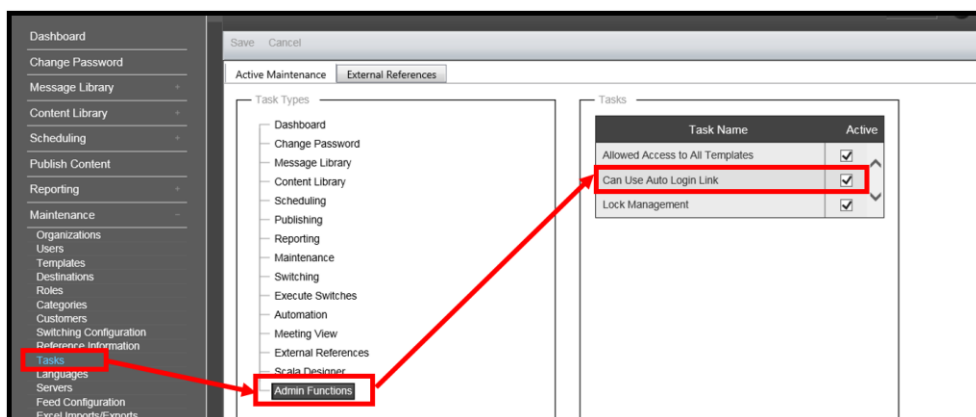 Dashboard
Change Password
Message Library +
Content Library +
Scheduling +
Publish Content
Reporting +
Maintenance −
Organizations
Users
Templates
Destinations
Roles
Categories
Customers
Switching Configuration
Reference Information
Tasks
Languages
Servers
Feed Configuration
Excel Imports/Exports
Save Cancel
Active Maintenance External References
Task Types
Dashboard
Change Password
Message Library
Content Library
Scheduling
Publishing
Reporting
Maintenance
Switching
Execute Switches
Automation
Meeting View
External References
Scala Designer
Admin Functions
Tasks
Task Name Active
Allowed Access to All Templates
Can Use Auto Login Link
Lock Management